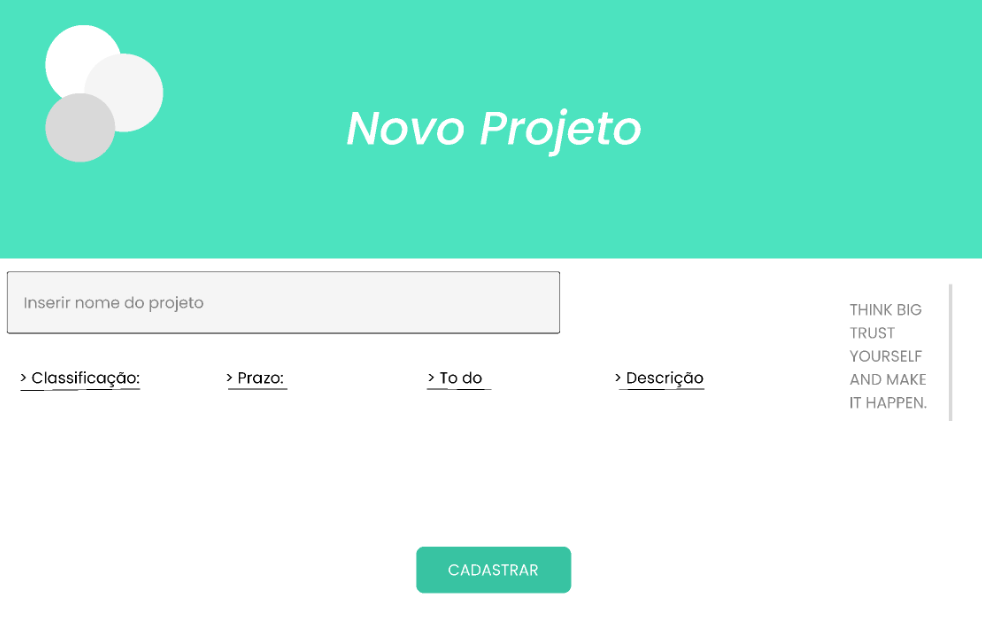 Novo Projeto
Inserir nome do projeto
> Classificação:
> Prazo:
> To do
> Descrição
THINK BIG
TRUST
YOURSELF
AND MAKE
IT HAPPEN.
CADASTRAR